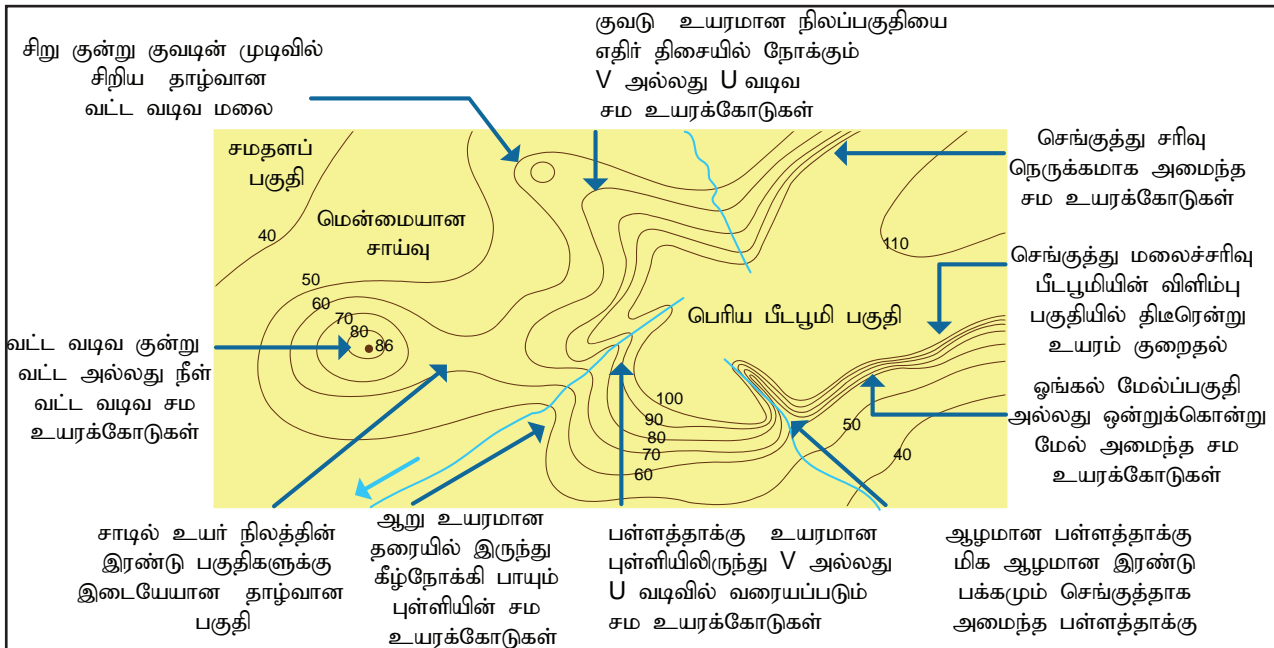 சிறு குன்று குவடின் முடிவில்
சிறிய தாழ்வான
வட்ட வடிவ மலை
குவடு உயரமான நிலப்பகுதியை
எதிர் திசையில் நோக்கும்
V அல்லது U வடிவ
சம உயரக்கோடுகள்
செங்குத்து சரிவு
நெருக்கமாக அமைந்த
சம உயரக்கோடுகள்
சமதளப்
பகுதி
மென்மையான
சாய்வு
40
50
60
70
80
86
110
செங்குத்து மலைச்சரிவு
பீடபூமியின் விளிம்பு
பகுதியில் திடீரென்று
உயரம் குறைதல்
பெரிய பீடபூமி பகுதி
வட்ட வடிவ குன்று
வட்ட அல்லது நீள்
வட்ட வடிவ சம
உயரக்கோடுகள்
ஓங்கல் மேல்ப்பகுதி
அல்லது ஒன்றுக்கொன்று
மேல் அமைந்த சம
உயரக்கோடுகள்
100
90
80
70
60
50
40
சாடில் உயர் நிலத்தின்
இரண்டு பகுதிகளுக்கு
இடையேயான தாழ்வான
பகுதி
ஆறு உயரமான
தரையில் இருந்து
கீழ்நோக்கி பாயும்
புள்ளியின் சம
உயரக்கோடுகள்
பள்ளத்தாக்கு உயரமான
புள்ளியிலிருந்து V அல்லது
U வடிவில் வரையப்படும்
சம உயரக்கோடுகள்
ஆழமான பள்ளத்தாக்கு
மிக ஆழமான இரண்டு
பக்கமும் செங்குத்தாக
அமைந்த பள்ளத்தாக்கு